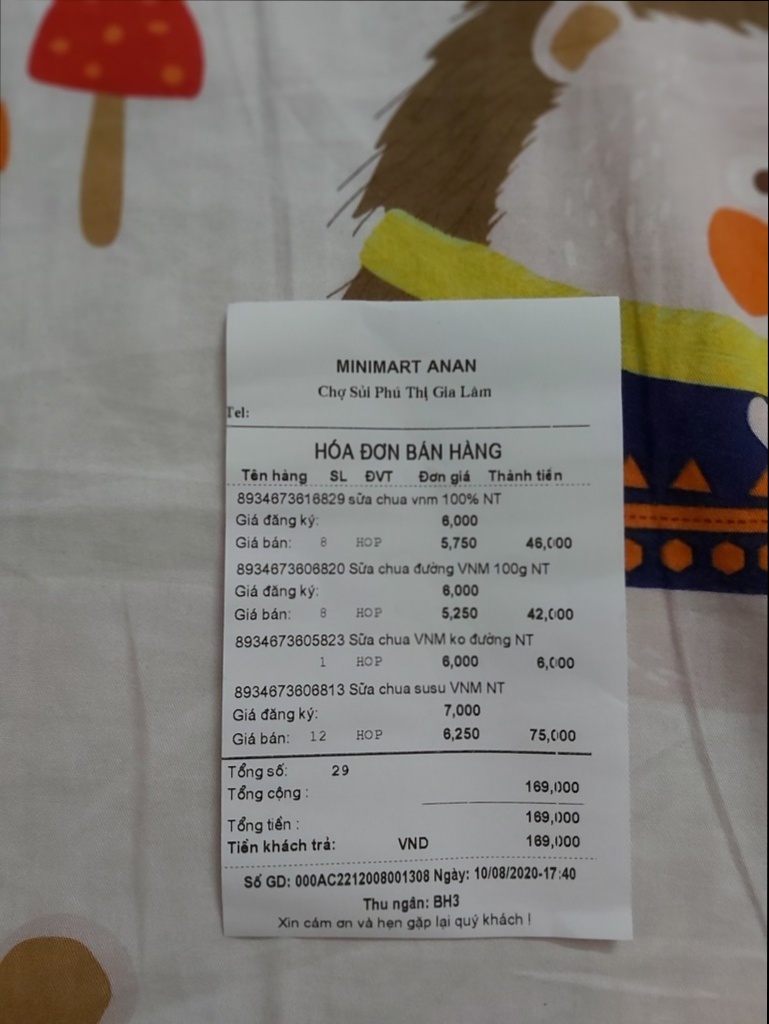 MINIMART ANAN
Chợ Sủi Phú Thị Gia Lâm
Tel:
HÓA ĐƠN BÁN HÀNG
Tên hàng SL ĐVT Đơn giá Thành tiền
8934673616829 sữa chua vnm 100% NT
Giá đăng ký: 6,000
Giá bán: 8 HOP 5,750 46,000
8934673606820 Sữa chua đường VNM 100g NT
Giá đăng ký: 6,000
Giá bán: 8 HOP 5,250 42,000
8934673605823 Sữa chua VNM ko đường NT
1 HOP 6,000 6,000
8934673606813 Sữa chua susu VNM NT
Giá đăng ký: 7,000
Giá bán: 12 HOP 6,250 75,000
Tổng số: 29
Tổng cộng : 169,000
Tổng tiền : 169,000
Tiền khách trả: VND 169,000
Số GD: 000AC2212008001308 Ngày: 10/08/2020-17:40
Thu ngân: BH3
Xin cảm ơn và hẹn gặp lại quý khách !